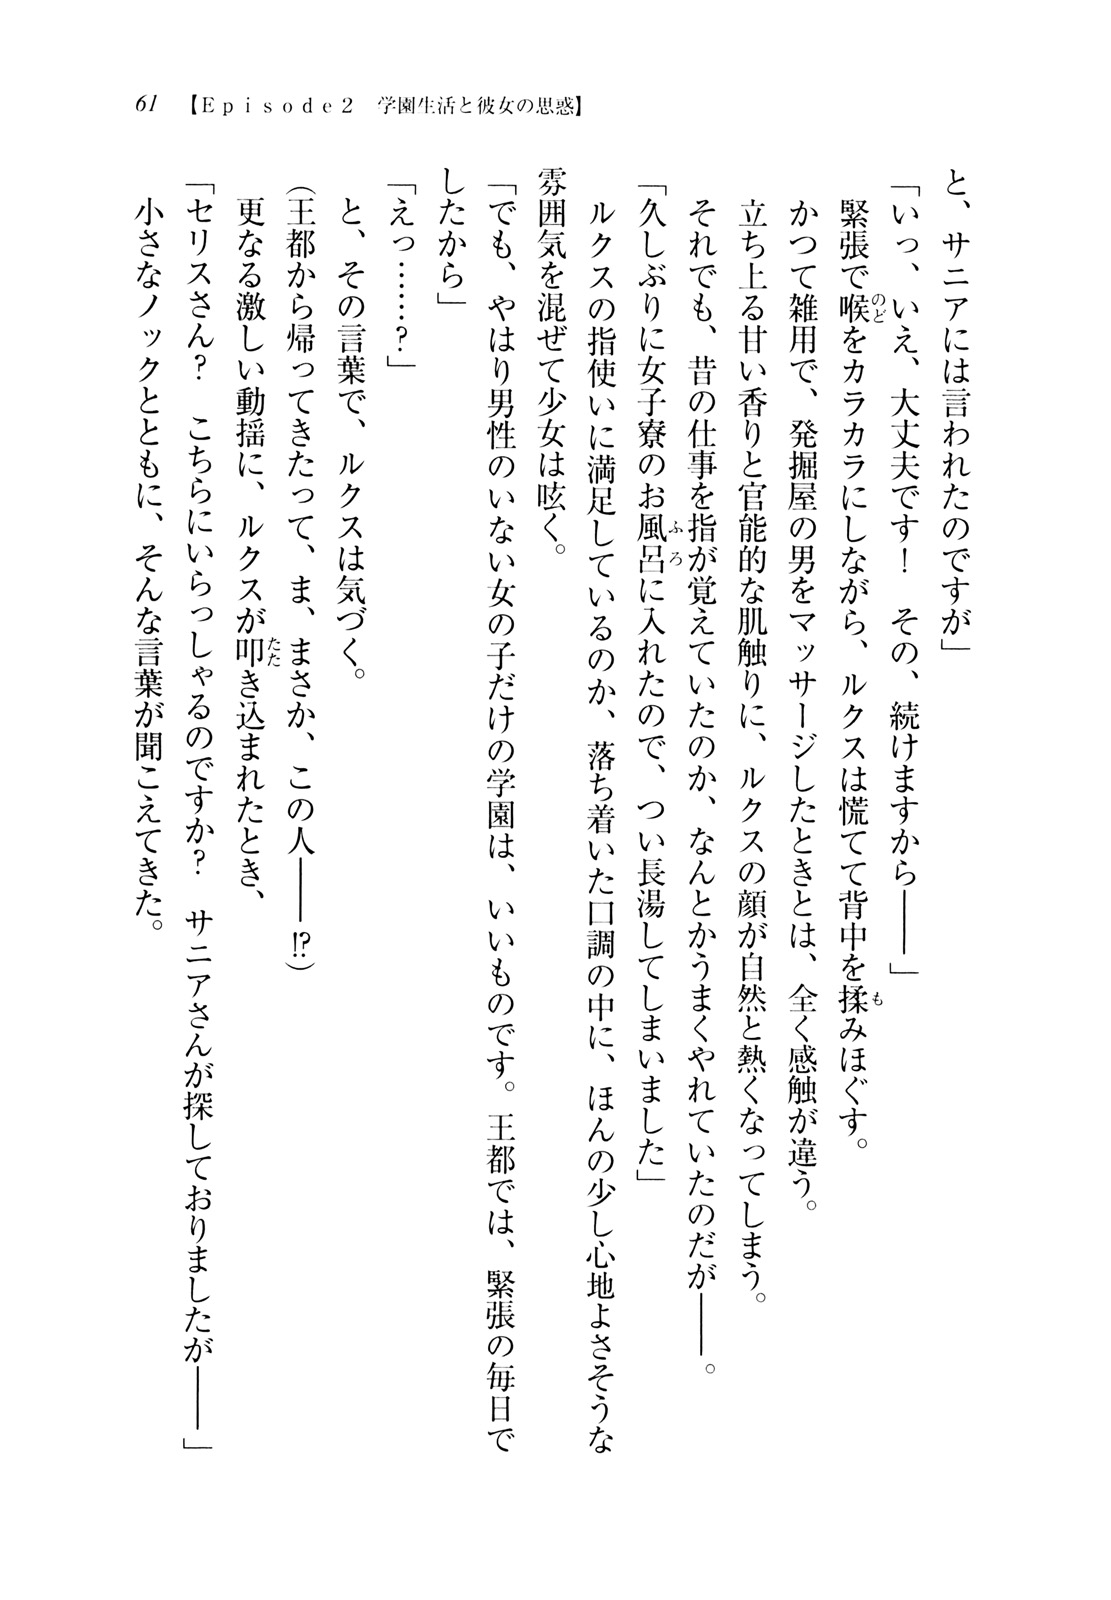 61 【Episode2　学園生活と彼女の思惑】
と、サニアには言われたのですが」
「いっ、いえ、大丈夫です！　その、続けますから――」
緊張で喉をカラカラにしながら、ルクスは慌てて背中を揉みほぐす。
かつて雑用で、発掘屋の男をマッサージしたときとは、全く感触が違う。
立ち上る甘い香りと官能的な肌触りに、ルクスの顔が自然と熱くなってしまう。
それでも、昔の仕事を指が覚えていたのか、なんとかうまくやれていたのだが――。
「久しぶりに女子寮のお風呂に入れたので、つい長湯してしまいました」
ルクスの指使いに満足しているのか、落ち着いた口調の中に、ほんの少し心地よさそうな
雰囲気を混ぜて少女は呟く。
「でも、やはり男性のいない女の子だけの学園は、いいものです。王都では、緊張の毎日で
したから」
「えっ……？」
と、その言葉で、ルクスは気づく。
（王都から帰ってきたって、ま、まさか、この人――!?）
更なる激しい動揺に、ルクスが叩き込まれたとき、
「セリスさん？　こちらにいらっしゃるのですか？　サニアさんが探しておりましたが――」
小さなノックとともに、そんな言葉が聞こえてきた。